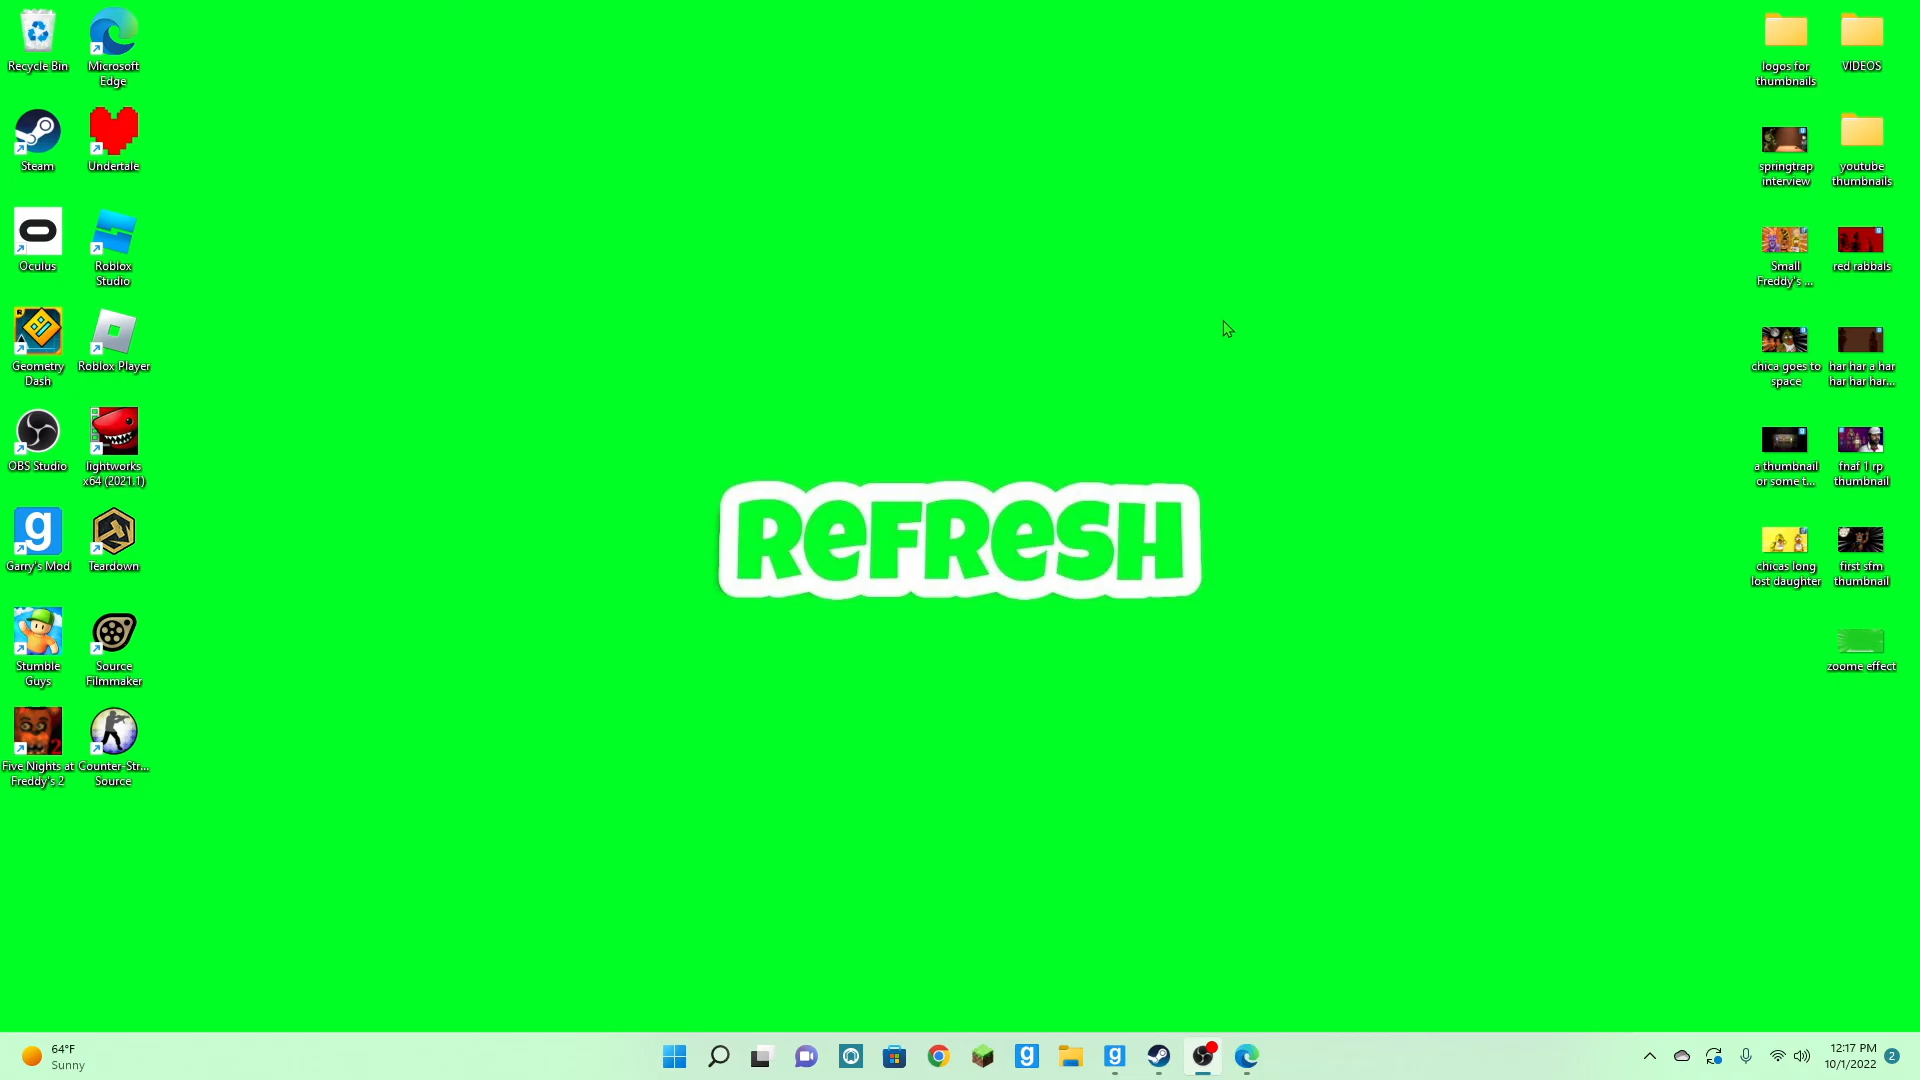 Recycle Bin
Microsoft
Edge
Steam
Undertale
Oculus
Roblox
Studio
Geometry
Dash
Roblox Player
OBS Studio
lightworks
x64 (2021.1)
Garry's Mod
Teardown
Stumble
Guys
Source
Filmmaker
Five Nights at
Freddy's 2
Counter-Str...
Source
REFRESH
logos for
thumbnails
VIDEOS
springtrap
interview
youtube
thumbnails
Small
Freddy's ...
red rabbals
chica goes to
space
har har a har
har har har...
a thumbnail
or some t...
fnaf 1 rp
thumbnail
chicas long
lost daughter
first sfm
thumbnail
zoome effect
64°F
Sunny
12:17 PM
10/1/2022
2